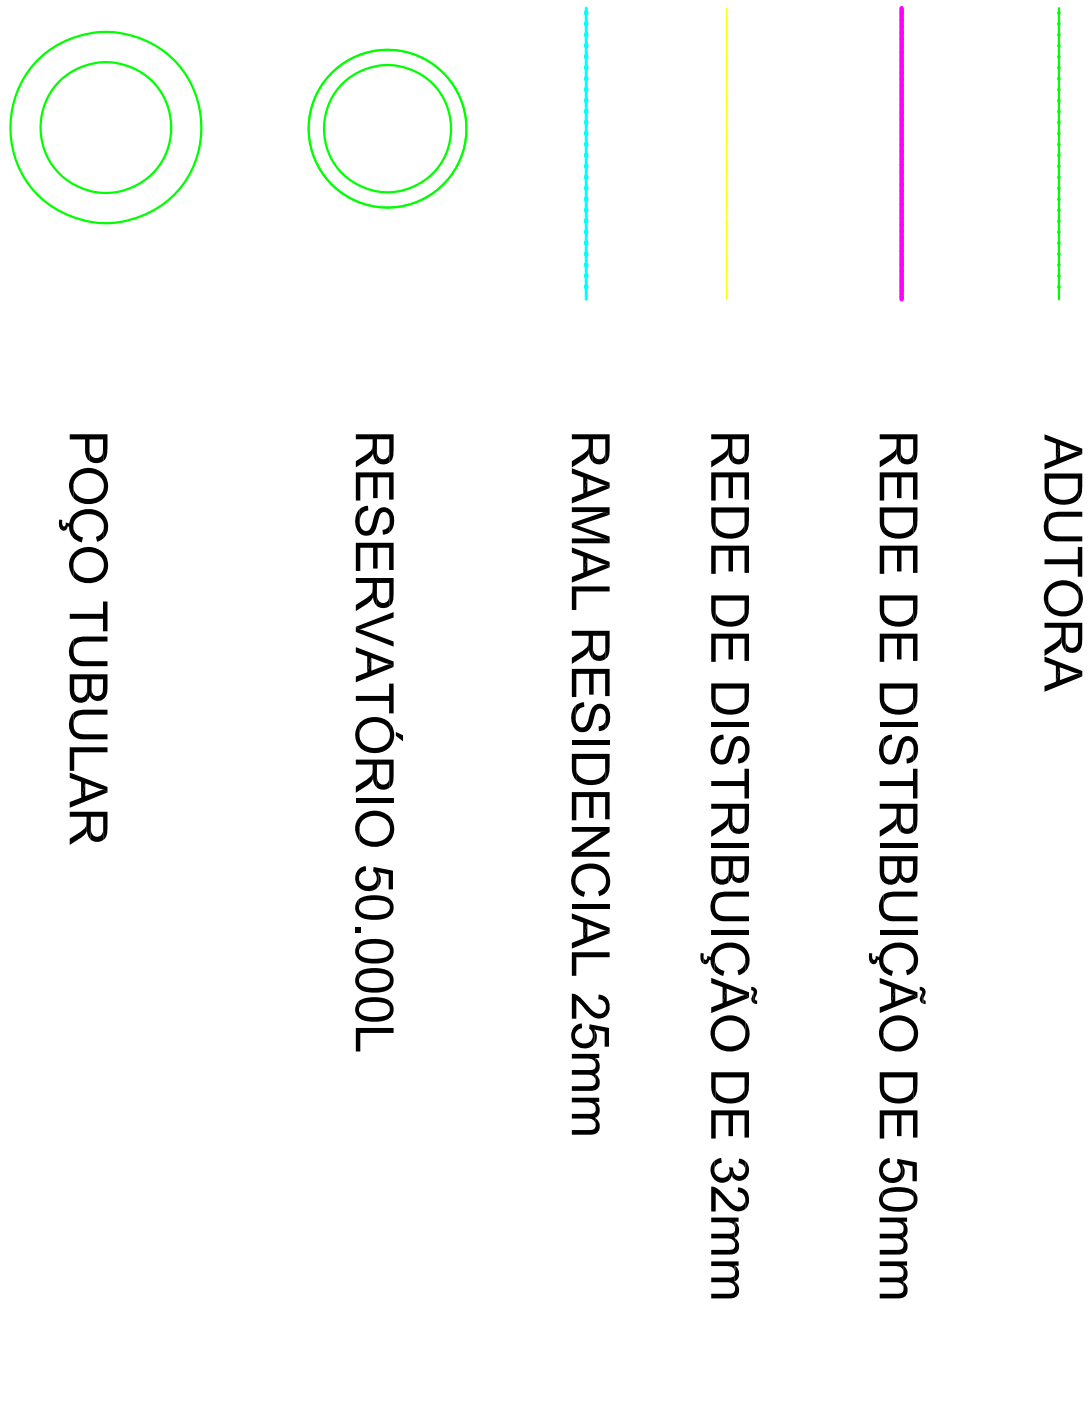 ADUTORA
REDE DE DISTRIBUIÇÃO DE 50mm
REDE DE DISTRIBUIÇÃO DE 32mm
RAMAL RESIDENCIAL 25mm
RESERVATÓRIO 50.000L
POÇO TUBULAR